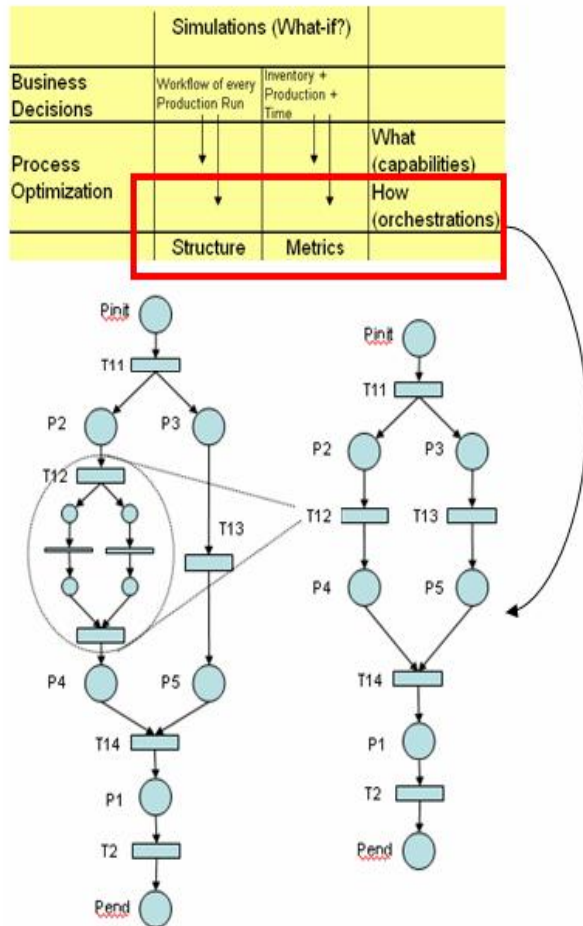 Simulations (What-if?)
Business
Decisions
Workflow of every
Production Run
Inventory +
Production +
Time
Process
Optimization
What
(capabilities)
How
(orchestrations)
Structure
Metrics
Pinit
T11
P2
P3
T12
T13
P4
P5
T14
P1
T2
Pend
Pinit
T11
P2
P3
T12
T13
P4
P5
T14
P1
T2
Pend